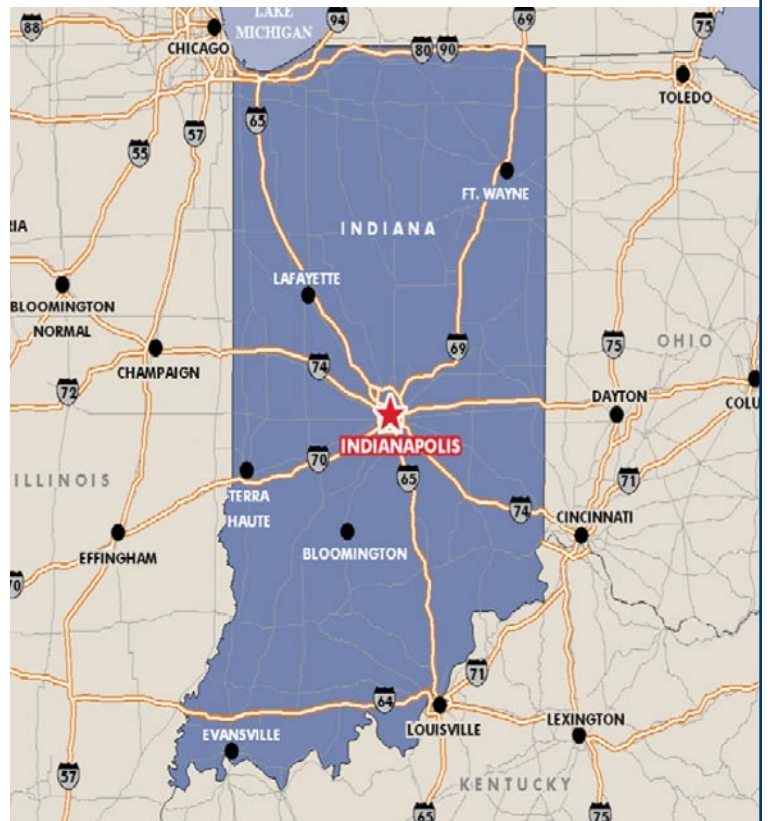 LAKE
MICHIGAN
94
69
75
88
CHICAGO
80
90
TOLEDO
65
57
55
FT. WAYNE
INDIANA
RIA
LAFAYETTE
BLOOMINGTON
NORMAL
69
75
OHIO
CHAMPAIGN
74
72
DAYTON
COLU
INDIANAPOLIS
70
65
71
ILLINOIS
TERRA
HAUTE
74
CINCINNATI
BLOOMINGTON
EFFINGHAM
70
71
64
LOUISVILLE
LEXINGTON
EVANSVILLE
57
KENTUCKY
65
75